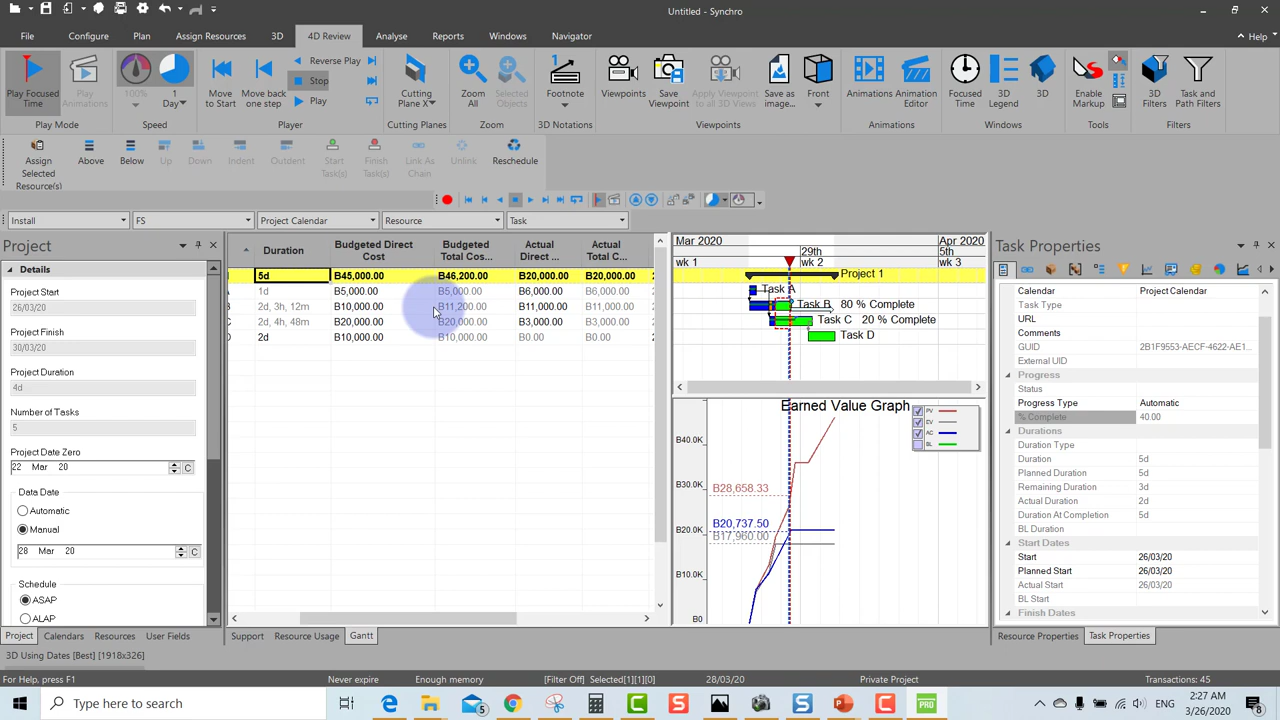 Untitled - Synchro
File Configure Plan Assign Resources 3D 4D Review Analyse Reports Windows Navigator Help
Play Focused Time
Play Animations
100%
1 Day
Move to Start
Move back one step
Reverse Play
Stop
Play
Cutting Plane X
Zoom All
Selected Objects
Footnote
Viewpoints
Save Viewpoint
Apply Viewpoint to all 3D Views
Save as image...
Front
Animations
Animation Editor
Focused Time
3D Legend
3D
Enable Markup
3D Filters
Task and Path Filters
Play Mode Speed Player Cutting Planes Zoom 3D Notations Viewpoints Animations Windows Tools Filters
Assign Selected Resource(s)
Above Below Up Down Indent Outdent
Start Task(s)
Finish Task(s)
Link As Chain
Unlink Reschedule
Install FS Project Calendar Resource Task
Project
Details
Project Start
26/03/20
Project Finish
30/03/20
Project Duration
4d
Number of Tasks
5
Project Date Zero
22 Mar 20 C
Data Date
Automatic
Manual
28 Mar 20 C
Schedule
ASAP
ALAP
Project Calendars Resources User Fields
Duration Budgeted Direct Cost Budgeted Total Cos... Actual Direct ... Actual Total C...
5d B45,000.00 B46,200.00 B20,000.00 B20,000.00
1d B5,000.00 B5,000.00 B6,000.00 B6,000.00
2d, 3h, 12m B10,000.00 B11,200.00 B11,000.00 B11,000.00
2d, 4h, 48m B20,000.00 B20,000.00 B3,000.00 B3,000.00
2d B10,000.00 B10,000.00 B0.00 B0.00
Support Resource Usage Gantt
Mar 2020 Apr 2020
29th 5th
wk 1 wk 2 wk 3
Project 1
Task A
Task B 80 % Complete
Task C 20 % Complete
Task D
Earned Value Graph
PV
EV
AC
BL
B40.0K
B30.0K
B28,658.33
B20,737.50
B20.0K
B17,960.00
B10.0K
B0
Task Properties
Calendar Project Calendar
Task Type
URL
Comments
GUID 2B1F9553-AECF-4622-AE1...
External UID
Progress
Status
Progress Type Automatic
% Complete 40.00
Durations
Duration Type
Duration 5d
Planned Duration 5d
Remaining Duration 3d
Actual Duration 2d
Duration At Completion 5d
BL Duration
Start Dates
Start 26/03/20
Planned Start 26/03/20
Actual Start 26/03/20
BL Start
Finish Dates
Resource Properties Task Properties
3D Using Dates [Best] [1918x326]
For Help, press F1 Never expire Enough memory [Filter Off] Selected[1][1.00] 28/03/20 Private Project Transactions: 45
Type here to search
5
PRO
2:27 AM
3/26/2020
8